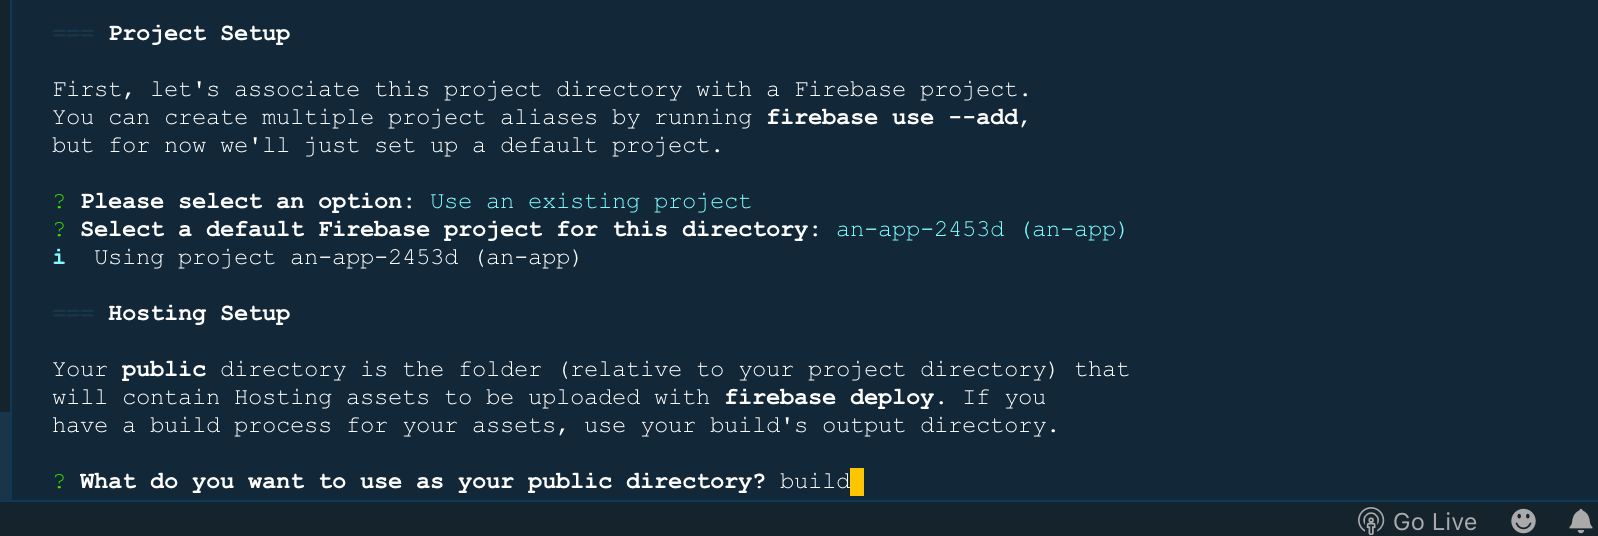 === Project Setup
First, let's associate this project directory with a Firebase project.
You can create multiple project aliases by running firebase use --add,
but for now we'll just set up a default project.
? Please select an option: Use an existing project
? Select a default Firebase project for this directory: an-app-2453d (an-app)
i  Using project an-app-2453d (an-app)
=== Hosting Setup
Your public directory is the folder (relative to your project directory) that
will contain Hosting assets to be uploaded with firebase deploy. If you
have a build process for your assets, use your build's output directory.
? What do you want to use as your public directory? build
Go Live